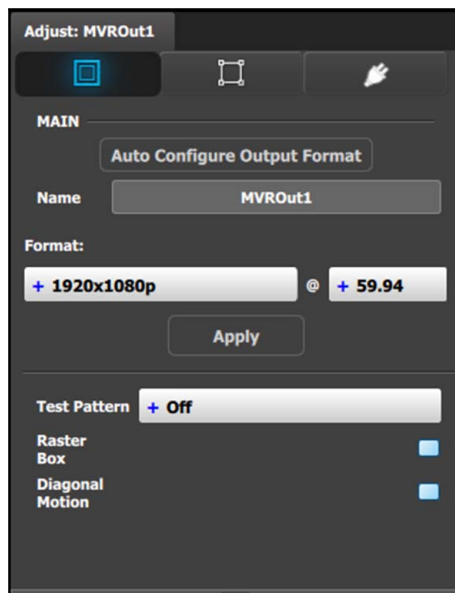 Adjust: MVROut1
MAIN
Auto Configure Output Format
Name MVROut1
Format:
+ 1920x1080p @ + 59.94
Apply
Test Pattern + Off
Raster
Box
Diagonal
Motion